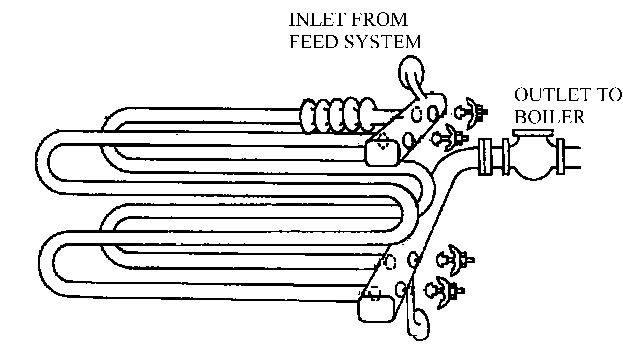 INLET FROM
FEED SYSTEM
OUTLET TO
BOILER